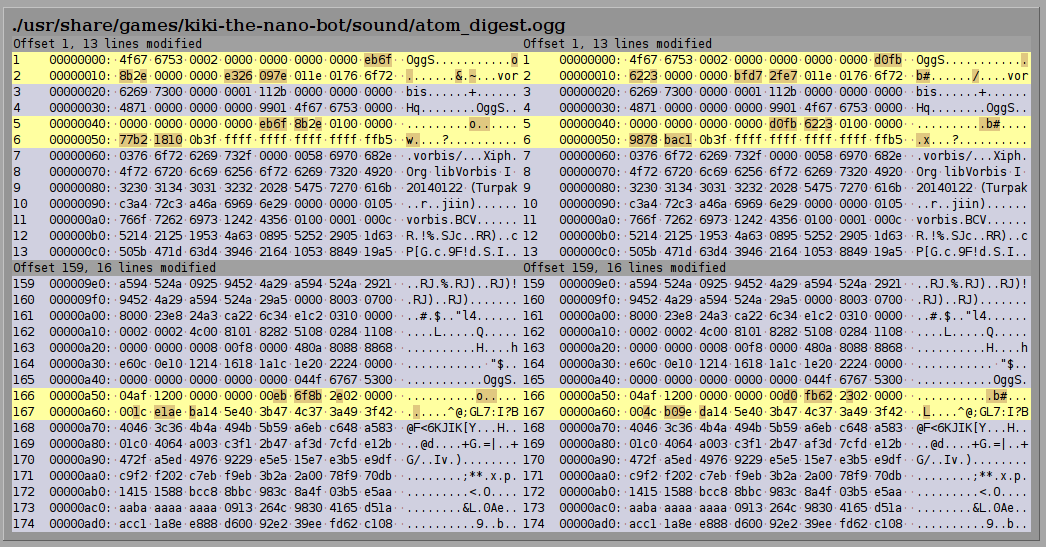 ./usr/share/games/kiki-the-nano-bot/sound/atom_digest.ogg
Offset 1, 13 lines modified Offset 1, 13 lines modified
1 00000000: 4f67 6753 0002 0000 0000 0000 0000 eb6f OggS...........o 1 00000000: 4f67 6753 0002 0000 0000 0000 0000 d0fb OggS............
2 00000010: 8b2e 0000 0000 e326 097e 011e 0176 6f72 .......&.~...vor 2 00000010: 6223 0000 0000 bfd7 2fe7 011e 0176 6f72 b#....../....vor
3 00000020: 6269 7300 0000 0001 112b 0000 0000 0000 bis......+...... 3 00000020: 6269 7300 0000 0001 112b 0000 0000 0000 bis......+......
4 00000030: 4871 0000 0000 0000 9901 4f67 6753 0000 Hq........OggS.. 4 00000030: 4871 0000 0000 0000 9901 4f67 6753 0000 Hq........OggS..
5 00000040: 0000 0000 0000 0000 eb6f 8b2e 0100 0000 .........o...... 5 00000040: 0000 0000 0000 0000 d0fb 6223 0100 0000 ..........b#....
6 00000050: 77b2 1810 0b3f ffff ffff ffff ffff ffb5 w....?.......... 6 00000050: 9878 bac1 0b3f ffff ffff ffff ffff ffb5 .x...?..........
7 00000060: 0376 6f72 6269 732f 0000 0058 6970 682e .vorbis/...Xiph. 7 00000060: 0376 6f72 6269 732f 0000 0058 6970 682e .vorbis/...Xiph.
8 00000070: 4f72 6720 6c69 6256 6f72 6269 7320 4920 Org libVorbis I 8 00000070: 4f72 6720 6c69 6256 6f72 6269 7320 4920 Org libVorbis I
9 00000080: 3230 3134 3031 3232 2028 5475 7270 616b 20140122 (Turpak 9 00000080: 3230 3134 3031 3232 2028 5475 7270 616b 20140122 (Turpak
10 00000090: c3a4 72c3 a46a 6969 6e29 0000 0000 0105 ..r..jiin)...... 10 00000090: c3a4 72c3 a46a 6969 6e29 0000 0000 0105 ..r..jiin)......
11 000000a0: 766f 7262 6973 1242 4356 0100 0001 000c vorbis.BCV...... 11 000000a0: 766f 7262 6973 1242 4356 0100 0001 000c vorbis.BCV......
12 000000b0: 5214 2125 1953 4a63 0895 5252 2905 1d63 R.!%.SJc..RR)..c 12 000000b0: 5214 2125 1953 4a63 0895 5252 2905 1d63 R.!%.SJc..RR)..c
13 000000c0: 505b 471d 63d4 3946 2164 1053 8849 19a5 P[G.c.9F!d.S.I.. 13 000000c0: 505b 471d 63d4 3946 2164 1053 8849 19a5 P[G.c.9F!d.S.I..
Offset 159, 16 lines modified Offset 159, 16 lines modified
159 000009e0: a594 524a 0925 9452 4a29 a594 524a 2921 ..RJ.%.RJ)..RJ)! 159 000009e0: a594 524a 0925 9452 4a29 a594 524a 2921 ..RJ.%.RJ)..RJ)!
160 000009f0: 9452 4a29 a594 524a 29a5 0000 8003 0700 .RJ)..RJ)....... 160 000009f0: 9452 4a29 a594 524a 29a5 0000 8003 0700 .RJ)..RJ).......
161 00000a00: 8000 23e8 24a3 ca22 6c34 e1c2 0310 0000 ..#.$.."l4...... 161 00000a00: 8000 23e8 24a3 ca22 6c34 e1c2 0310 0000 ..#.$.."l4......
162 00000a10: 0002 0002 4c00 8101 8282 5108 0284 1108 ....L.....Q..... 162 00000a10: 0002 0002 4c00 8101 8282 5108 0284 1108 ....L.....Q.....
163 00000a20: 0000 0000 0008 00f8 0000 480a 8088 8868 ..........H....h 163 00000a20: 0000 0000 0008 00f8 0000 480a 8088 8868 ..........H....h
164 00000a30: e60c 0e10 1214 1618 1a1c 1e20 2224 0000 ........... "$.. 164 00000a30: e60c 0e10 1214 1618 1a1c 1e20 2224 0000 ........... "$..
165 00000a40: 0000 0000 0000 0000 0000 044f 6767 5300 ...........OggS. 165 00000a40: 0000 0000 0000 0000 0000 044f 6767 5300 ...........OggS.
166 00000a50: 04af 1200 0000 0000 00eb 6f8b 2e02 0000 ..........o..... 166 00000a50: 04af 1200 0000 0000 00d0 fb62 2302 0000 ...........b#...
167 00000a60: 001c e1ae ba14 5e40 3b47 4c37 3a49 3f42 ......^@;GL7:I?B 167 00000a60: 004c b09e da14 5e40 3b47 4c37 3a49 3f42 .L....^@;GL7:I?B
168 00000a70: 4046 3c36 4b4a 494b 5b59 a6eb c648 a583 @F<6KJIK[Y...H.. 168 00000a70: 4046 3c36 4b4a 494b 5b59 a6eb c648 a583 @F<6KJIK[Y...H..
169 00000a80: 01c0 4064 a003 c3f1 2b47 af3d 7cfd e12b ..@d....+G.=|..+ 169 00000a80: 01c0 4064 a003 c3f1 2b47 af3d 7cfd e12b ..@d....+G.=|..+
170 00000a90: 472f a5ed 4976 9229 e5e5 15e7 e3b5 e9df G/..Iv.)........ 170 00000a90: 472f a5ed 4976 9229 e5e5 15e7 e3b5 e9df G/..Iv.)........
171 00000aa0: c9f2 f202 c7eb f9eb 3b2a 2a00 78f9 70db ........;**.x.p. 171 00000aa0: c9f2 f202 c7eb f9eb 3b2a 2a00 78f9 70db ........;**.x.p.
172 00000ab0: 1415 1588 bcc8 8bbc 983c 8a4f 03b5 e5aa .........<.O.... 172 00000ab0: 1415 1588 bcc8 8bbc 983c 8a4f 03b5 e5aa .........<.O....
173 00000ac0: aaba aaaa aaaa 0913 264c 9830 4165 d51a ........&L.0Ae.. 173 00000ac0: aaba aaaa aaaa 0913 264c 9830 4165 d51a ........&L.0Ae..
174 00000ad0: acc1 1a8e e888 d600 92e2 39ee fd62 c108 ..........9..b.. 174 00000ad0: acc1 1a8e e888 d600 92e2 39ee fd62 c108 ..........9..b..